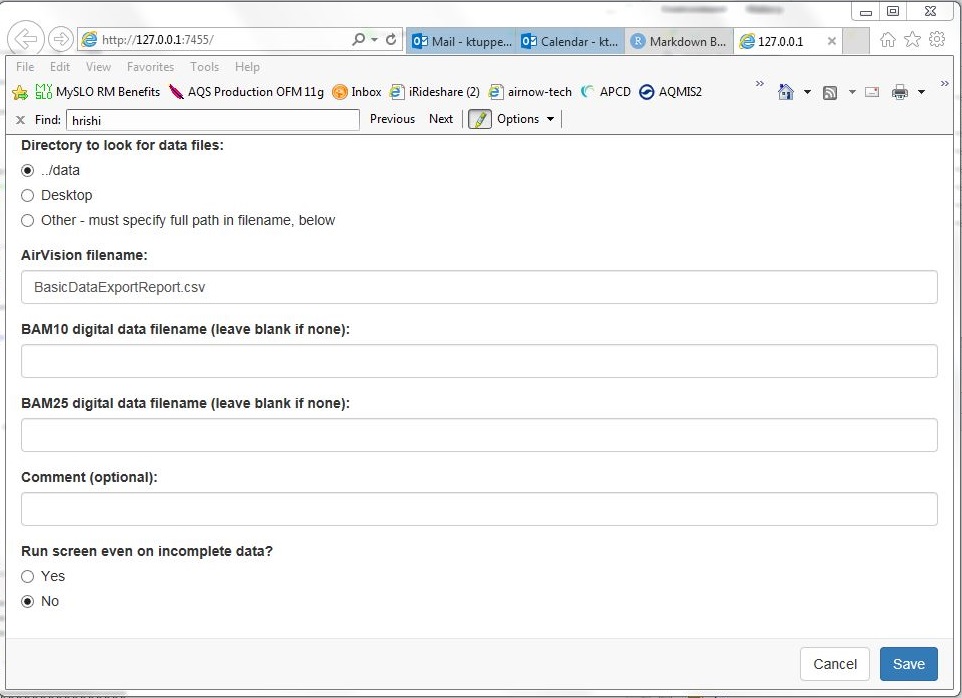 http://127.0.0.1:7455/
Mail - ktuppe...
Calendar - kt...
Markdown B...
127.0.0.1
File Edit View Favorites Tools Help
MySLO RM Benefits AQS Production OFM 11g Inbox iRideshare (2) airnow-tech APCD AQMIS2
Find: hrishi Previous Next Options
Directory to look for data files:
../data
Desktop
Other - must specify full path in filename, below
AirVision filename:
BasicDataExportReport.csv
BAM10 digital data filename (leave blank if none):
BAM25 digital data filename (leave blank if none):
Comment (optional):
Run screen even on incomplete data?
Yes
No
Cancel Save